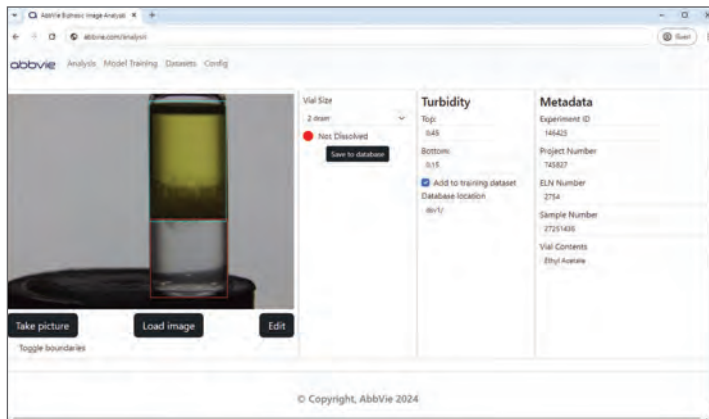 AbbVie Biphasic Image Analysis
abbvie.com/analysis
Guest
abbvie Analysis Model Training Datasets Config
Vial Size
2 dram
Not Dissolved
Save to database
Turbidity
Top:
0.45
Bottom:
0.15
Add to training dataset
Database location
div1/
Metadata
Experiment ID
146425
Project Number
745827
ELN Number
2754
Sample Number
27251436
Vial Contents
Ethyl Acetate
Take picture Load image Edit
Toggle boundaries
© Copyright, AbbVie 2024